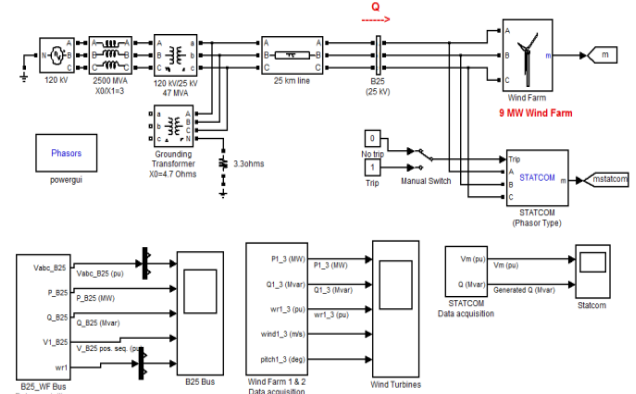 Q
------>
N
A
B
C
A
B
C
A
B
C
A
B
C
a
b
c
A
B
C
A
B
C
A
B
C
A
B
C
m
m
120 kV
2500 MVA
X0/X1=3
120 kV/25 kV
47 MVA
25 km line
B25
(25 kV)
Wind Farm
9 MW Wind Farm
a
b
c
A
B
C
N
Grounding
Transformer
X0=4.7 Ohms
3.3ohms
Phasors
powergui
0
No trip
1
Trip
Manual Switch
Trip
A
B
C
STATCOM
m
mstatcom
STATCOM
(Phasor Type)
Vabc_B25
Vabc_B25 (pu)
P_B25
P_B25 (MW)
Q_B25
Q_B25 (Mvar)
V1_B25
V_B25 pos. seq. (pu)
wr1
B25_WF Bus
B25 Bus
P1_3 (MW)
P1_3 (MW)
Q1_3 (Mvar)
Q1_3 (Mvar)
wr1_3 (pu)
wr1_3 (pu)
wind1_3 (m/s)
pitch1_3 (deg)
Wind Farm 1 & 2
Data acquisition
Wind Turbines
Vm (pu)
Vm (pu)
Q (Mvar)
Generated Q (Mvar)
STATCOM
Data acquisition
Statcom